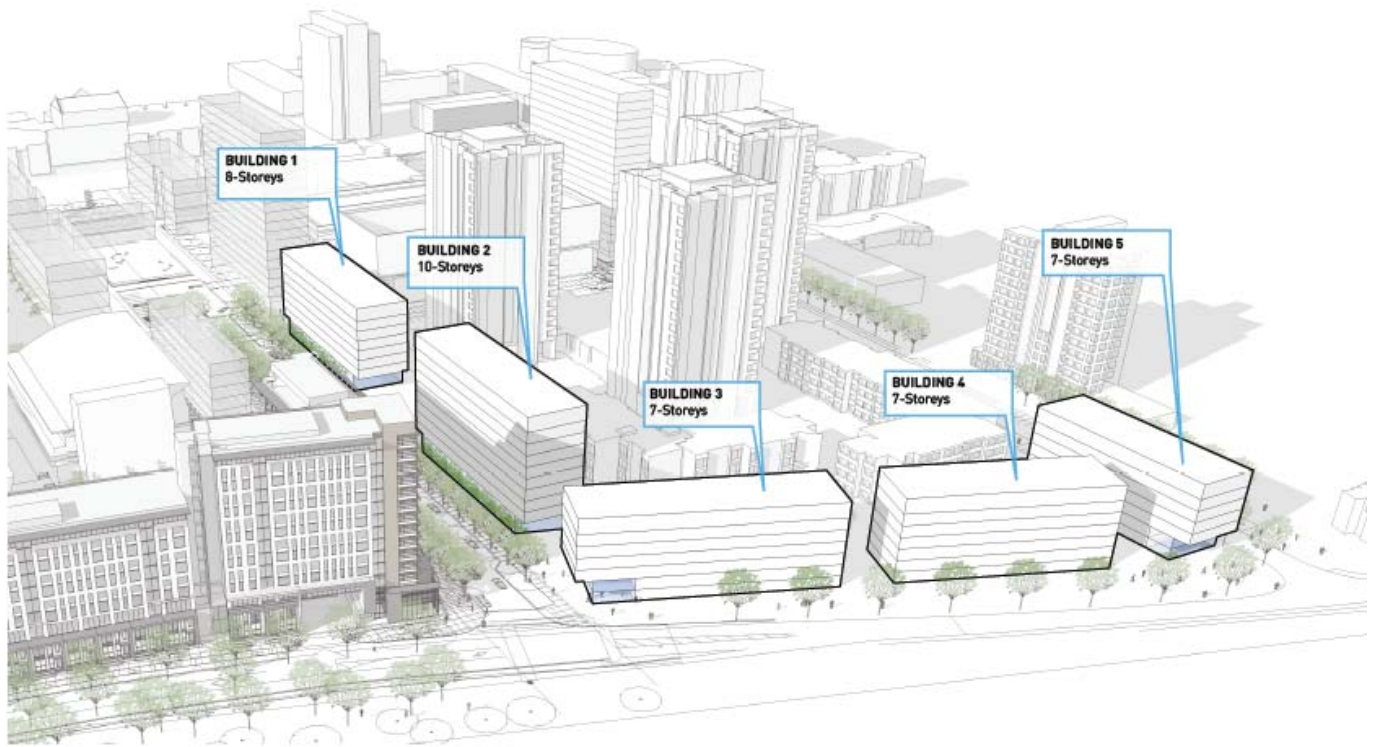 BUILDING 1
8-Storeys
BUILDING 2
10-Storeys
BUILDING 3
7-Storeys
BUILDING 4
7-Storeys
BUILDING 5
7-Storeys